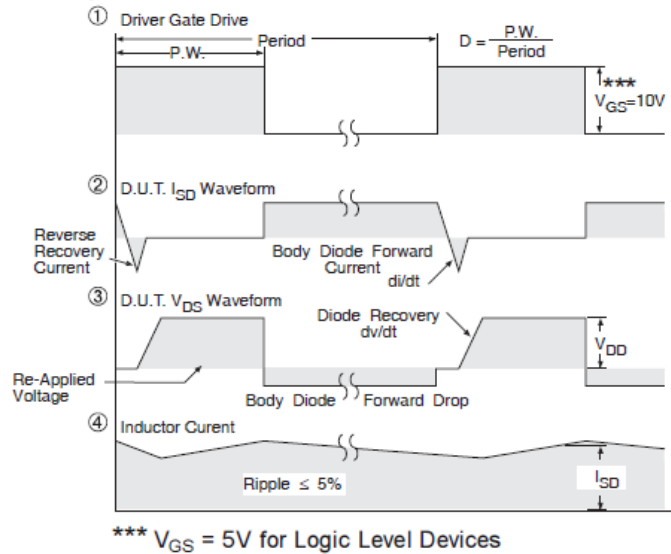 ① Driver Gate Drive
Period
P.W.
D = P.W.
Period
***
VGS=10V
② D.U.T. ISD Waveform
Reverse
Recovery
Current
Body Diode Forward
Current
di/dt
③ D.U.T. VDS Waveform
Diode Recovery
dv/dt
VDD
Re-Applied
Voltage
Body Diode Forward Drop
④ Inductor Curent
Ripple ≤ 5%
ISD
*** VGS = 5V for Logic Level Devices